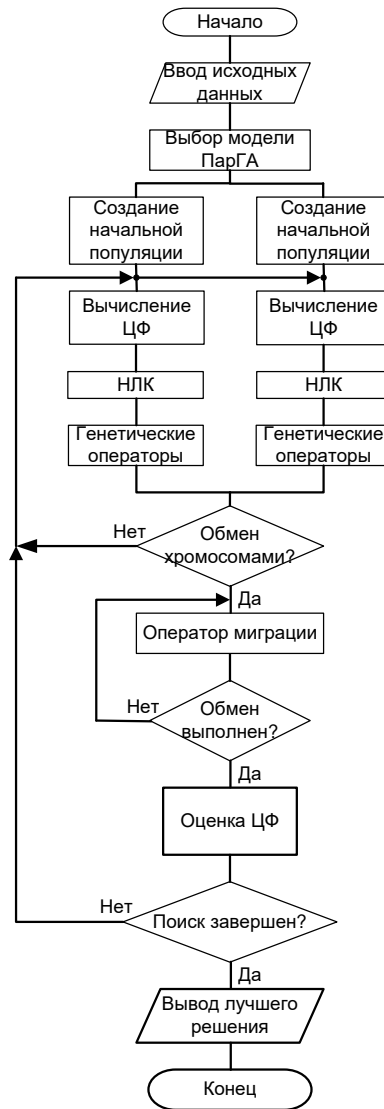 Начало
Ввод исходных
данных
Выбор модели
ПарГА
Создание
начальной
популяции
Создание
начальной
популяции
Вычисление
ЦФ
Вычисление
ЦФ
НЛК
НЛК
Генетические
операторы
Генетические
операторы
Нет
Обмен
хромосомами?
Да
Оператор миграции
Нет
Обмен
выполнен?
Да
Оценка ЦФ
Нет
Поиск завершен?
Да
Вывод лучшего
решения
Конец